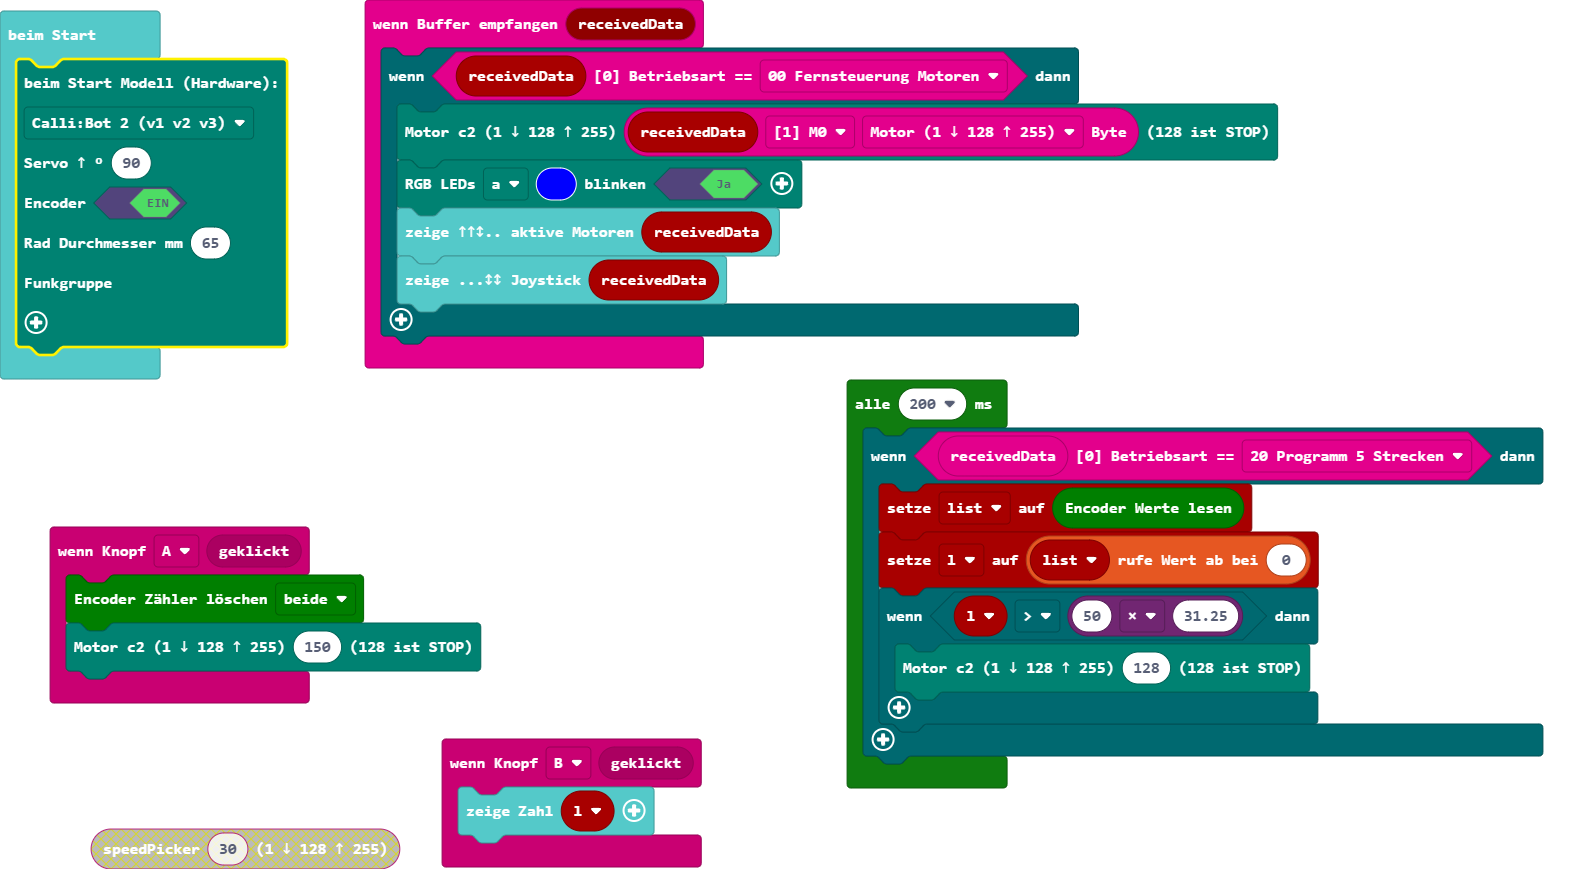 beim Start
beim Start Modell (Hardware):
Calli:Bot 2 (v1 v2 v3)
Servo ↑ ° 90
Encoder EIN
Rad Durchmesser mm 65
Funkgruppe
wenn Buffer empfangen receivedData
wenn receivedData [0] Betriebsart == 00 Fernsteuerung Motoren dann
Motor c2 (1 ↓ 128 ↑ 255) receivedData [1] M0 Motor (1 ↓ 128 ↑ 255) Byte (128 ist STOP)
RGB LEDs a blinken Ja
zeige ↑↑↕.. aktive Motoren receivedData
zeige ...↕↕ Joystick receivedData
alle 200 ms
wenn receivedData [0] Betriebsart == 20 Programm 5 Strecken dann
setze list auf Encoder Werte lesen
setze l auf list rufe Wert ab bei 0
wenn l > 50 × 31.25 dann
Motor c2 (1 ↓ 128 ↑ 255) 128 (128 ist STOP)
wenn Knopf A geklickt
Encoder Zähler löschen beide
Motor c2 (1 ↓ 128 ↑ 255) 150 (128 ist STOP)
wenn Knopf B geklickt
zeige Zahl l
speedPicker 30 (1 ↓ 128 ↑ 255)